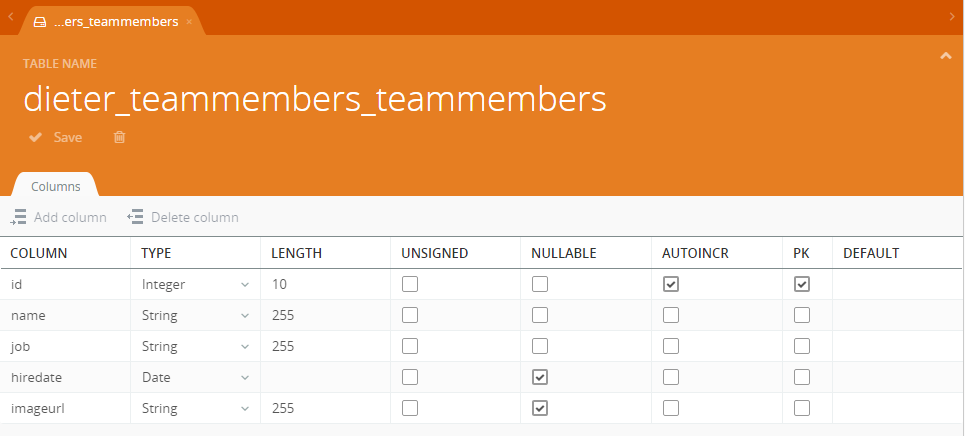 ...ers_teammembers ×
TABLE NAME
dieter_teammembers_teammembers
Save
Columns
Add column Delete column
COLUMN TYPE LENGTH UNSIGNED NULLABLE AUTOINCR PK DEFAULT
id Integer 10
name String 255
job String 255
hiredate Date
imageurl String 255